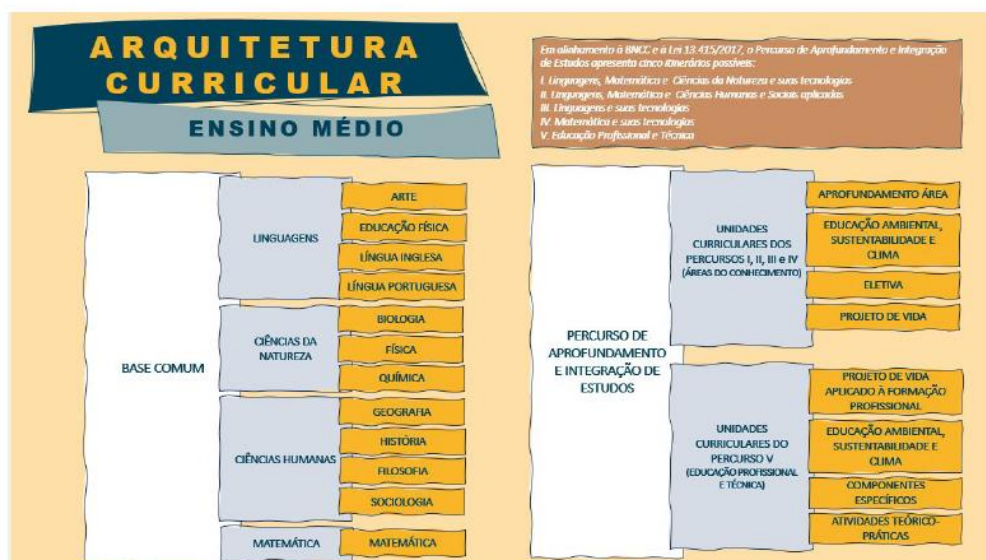 ARQUITETURA
CURRICULAR
ENSINO MÉDIO
Em alinhamento à BNCC e à Lei 13.415/2017, o Percurso de Aprofundamento e Integração
de Estudos apresenta cinco itinerários possíveis:
I. Linguagens, Matemática e Ciências da Natureza e suas tecnologias
II. Linguagens, Matemática e Ciências Humanas e Sociais aplicadas
III. Linguagens e suas tecnologias
IV. Matemática e suas tecnologias
V. Educação Profissional e Técnica
BASE COMUM
LINGUAGENS
ARTE
EDUCAÇÃO FÍSICA
LÍNGUA INGLESA
LÍNGUA PORTUGUESA
CIÊNCIAS DA
NATUREZA
BIOLOGIA
FÍSICA
QUÍMICA
CIÊNCIAS HUMANAS
GEOGRAFIA
HISTÓRIA
FILOSOFIA
SOCIOLOGIA
MATEMÁTICA
MATEMÁTICA
PERCURSO DE
APROFUNDAMENTO
E INTEGRAÇÃO DE
ESTUDOS
UNIDADES
CURRICULARES DOS
PERCURSOS I, II, III e IV
(ÁREAS DO CONHECIMENTO)
APROFUNDAMENTO ÁREA
EDUCAÇÃO AMBIENTAL,
SUSTENTABILIDADE E
CLIMA
ELETIVA
PROJETO DE VIDA
UNIDADES
CURRICULARES DO
PERCURSO V
(EDUCAÇÃO PROFISSIONAL
E TÉCNICA)
PROJETO DE VIDA
APLICADO À FORMAÇÃO
PROFISSIONAL
EDUCAÇÃO AMBIENTAL,
SUSTENTABILIDADE E
CLIMA
COMPONENTES
ESPECÍFICOS
ATIVIDADES TEÓRICO-
PRÁTICAS